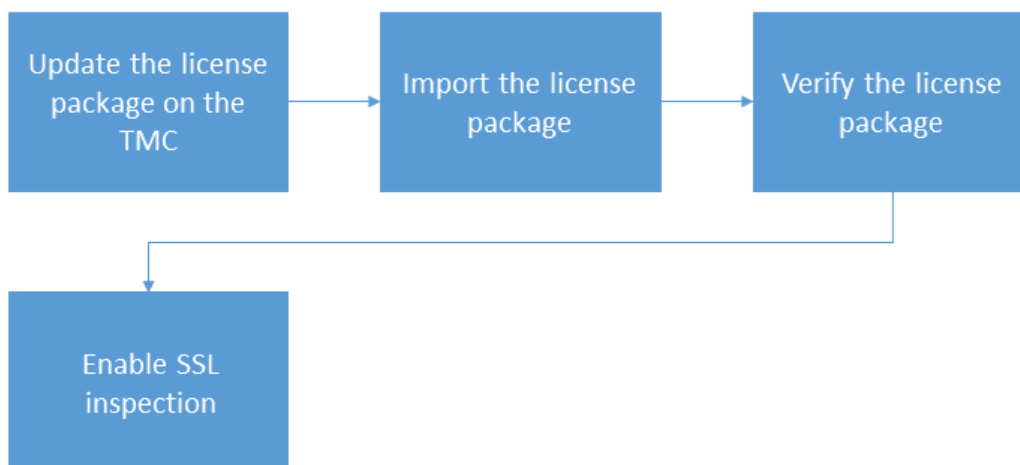 Update the license
package on the
TMC
Import the license
package
Verify the license
package
Enable SSL
inspection